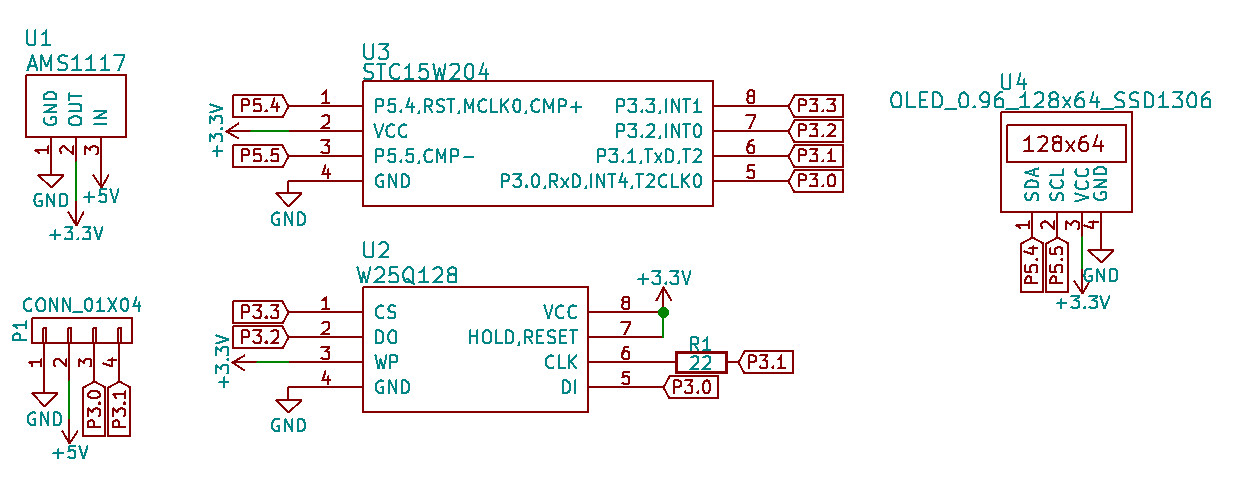 U1
AMS1117
GND
OUT
IN
1
2
3
GND
+5V
+3.3V
U3
STC15W204
P5.4 1 P5.4,RST,MCLK0,CMP+ P3.3,INT1 8 P3.3
+3.3V 2 VCC P3.2,INT0 7 P3.2
P5.5 3 P5.5,CMP- P3.1,TxD,T2 6 P3.1
4 GND P3.0,RxD,INT4,T2CLK0 5 P3.0
GND
U4
OLED_0.96_128x64_SSD1306
128x64
SDA
SCL
VCC
GND
1
2
3
4
P5.4
P5.5
GND
+3.3V
P1
CONN_01X04
1
2
3
4
GND
+5V
P3.0
P3.1
U2
W25Q128
+3.3V
P3.3 1 CS VCC 8
P3.2 2 DO HOLD,RESET 7
+3.3V 3 WP CLK 6 R1 22 P3.1
4 GND DI 5 P3.0
GND